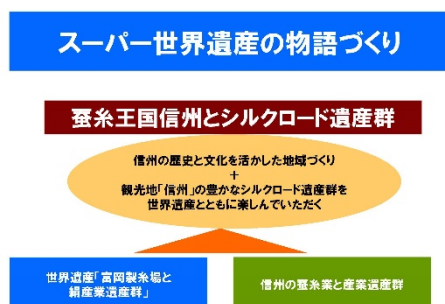 スーパー世界遺産の物語づくり
蚕糸王国信州とシルクロード遺産群
信州の歴史と文化を活かした地域づくり
+
観光地「信州」の豊かなシルクロード遺産群を
世界遺産とともに楽しんでいただく
世界遺産「富岡製糸場と
絹産業遺産群」
信州の蚕糸業と産業遺産群